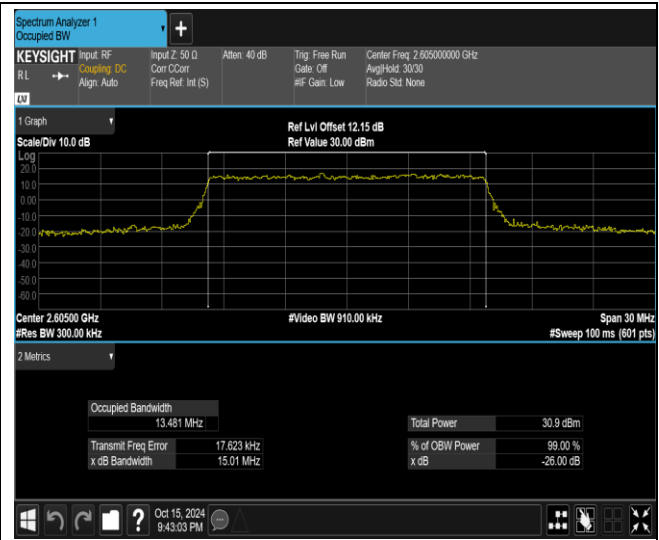 Spectrum Analyzer 1
Occupied BW
+
KEYSIGHT Input: RF Input Z: 50 Ω Atten: 40 dB Trig: Free Run Center Freq: 2.605000000 GHz
RL Coupling: DC Corr CCorr Gate: Off Avg|Hold: 30/30
Align: Auto Freq Ref: Int (S) #IF Gain: Low Radio Std: None
LXI
1 Graph
Ref Lvl Offset 12.15 dB
Scale/Div 10.0 dB Ref Value 30.00 dBm
Log
20.0
10.0
0.00
-10.0
-20.0
-30.0
-40.0
-50.0
-60.0
Center 2.60500 GHz #Video BW 910.00 kHz Span 30 MHz
#Res BW 300.00 kHz #Sweep 100 ms (601 pts)
2 Metrics
Occupied Bandwidth
13.481 MHz Total Power 30.9 dBm
Transmit Freq Error 17.623 kHz % of OBW Power 99.00 %
x dB Bandwidth 15.01 MHz x dB -26.00 dB
? Oct 15, 2024
9:43:03 PM